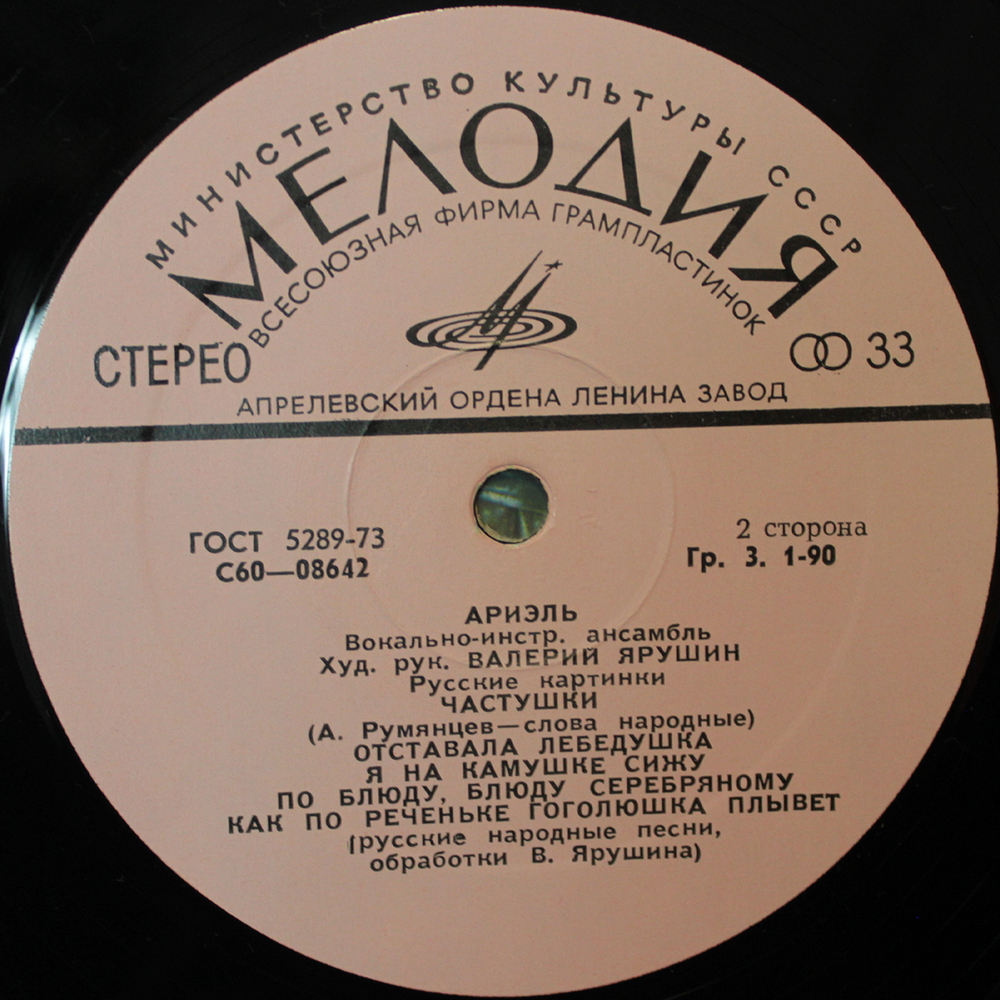 МИНИСТЕРСТВО КУЛЬТУРЫ СССР
МЕЛОДИЯ
ВСЕСОЮЗНАЯ ФИРМА ГРАМПЛАСТИНОК
СТЕРЕО
33
АПРЕЛЕВСКИЙ ОРДЕНА ЛЕНИНА ЗАВОД
ГОСТ 5289-73
С60—08642
2 сторона
Гр. 3. 1-90
АРИЭЛЬ
Вокально-инстр. ансамбль
Худ. рук. ВАЛЕРИЙ ЯРУШИН
Русские картинки
ЧАСТУШКИ
(А. Румянцев—слова народные)
ОТСТАВАЛА ЛЕБЕДУШКА
Я НА КАМУШКЕ СИЖУ
ПО БЛЮДУ, БЛЮДУ СЕРЕБРЯНОМУ
КАК ПО РЕЧЕНЬКЕ ГОГОЛЮШКА ПЛЫВЕТ
(русские народные песни,
обработки В. Ярушина)